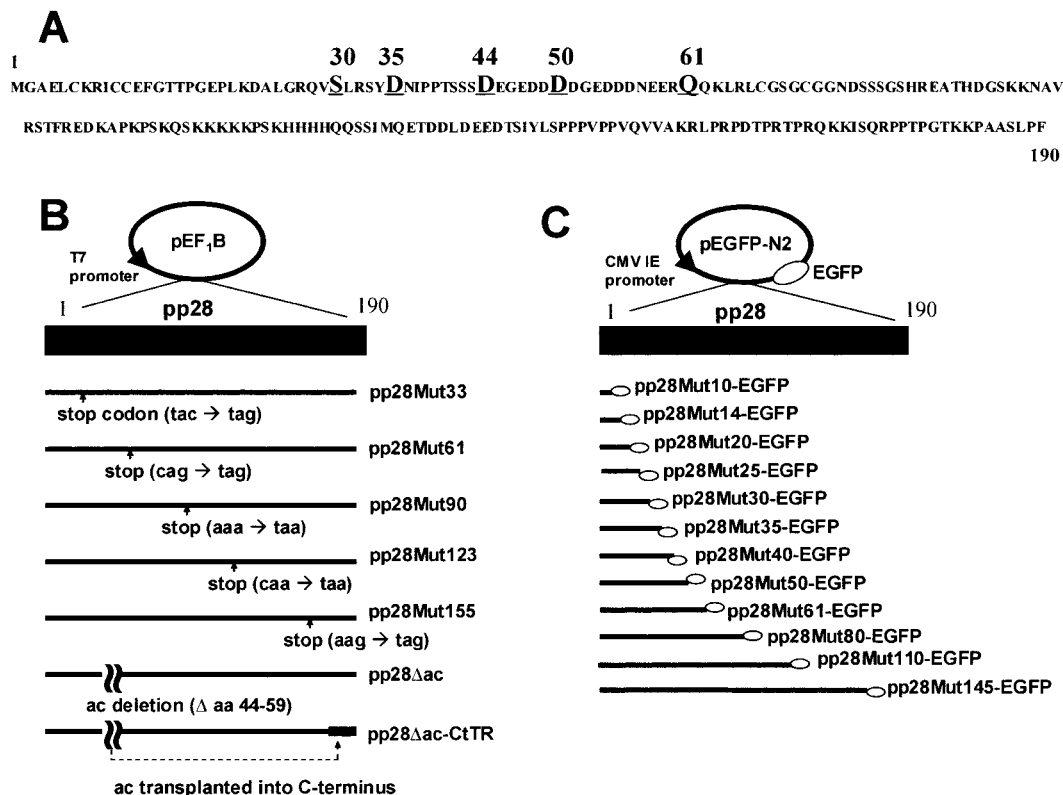 A
1 30 35 44 50 61
MGAELCKRICCEFGTTPGEPLKDALGRQVSLRSYDNIPPTSSSDEGEDDDDGEDDDNEERQQKLRLCGSGCGGNDSSSGSHREATHDGSKKNAV
RSTFREDKAPKPSKQSKKKKKPSKHHHHQQSSIMQETDDLDEEDTSIYLSPPPVPPVQVVAKRLPRPDTPRTPRQKKISQRPPTPGTKKPAASLPF
190
B
pEF1B
T7
promoter
1 pp28 190
pp28Mut33
stop codon (tac → tag)
pp28Mut61
stop (cag → tag)
pp28Mut90
stop (aaa → taa)
pp28Mut123
stop (caa → taa)
pp28Mut155
stop (aag → tag)
pp28Δac
ac deletion (Δ aa 44-59)
pp28Δac-CtTR
ac transplanted into C-terminus
C
pEGFP-N2
CMV IE
promoter
EGFP
1 pp28 190
pp28Mut10-EGFP
pp28Mut14-EGFP
pp28Mut20-EGFP
pp28Mut25-EGFP
pp28Mut30-EGFP
pp28Mut35-EGFP
pp28Mut40-EGFP
pp28Mut50-EGFP
pp28Mut61-EGFP
pp28Mut80-EGFP
pp28Mut110-EGFP
pp28Mut145-EGFP